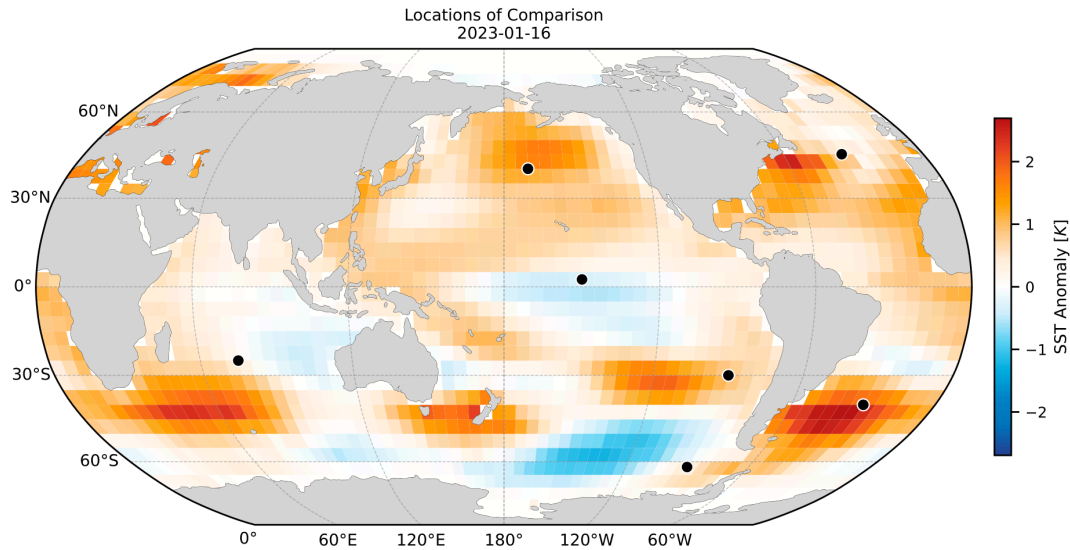 Locations of Comparison
2023-01-16
60°N
30°N
0°
30°S
60°S
0°
60°E
120°E
180°
120°W
60°W
2
1
0
−1
−2
SST Anomaly [K]